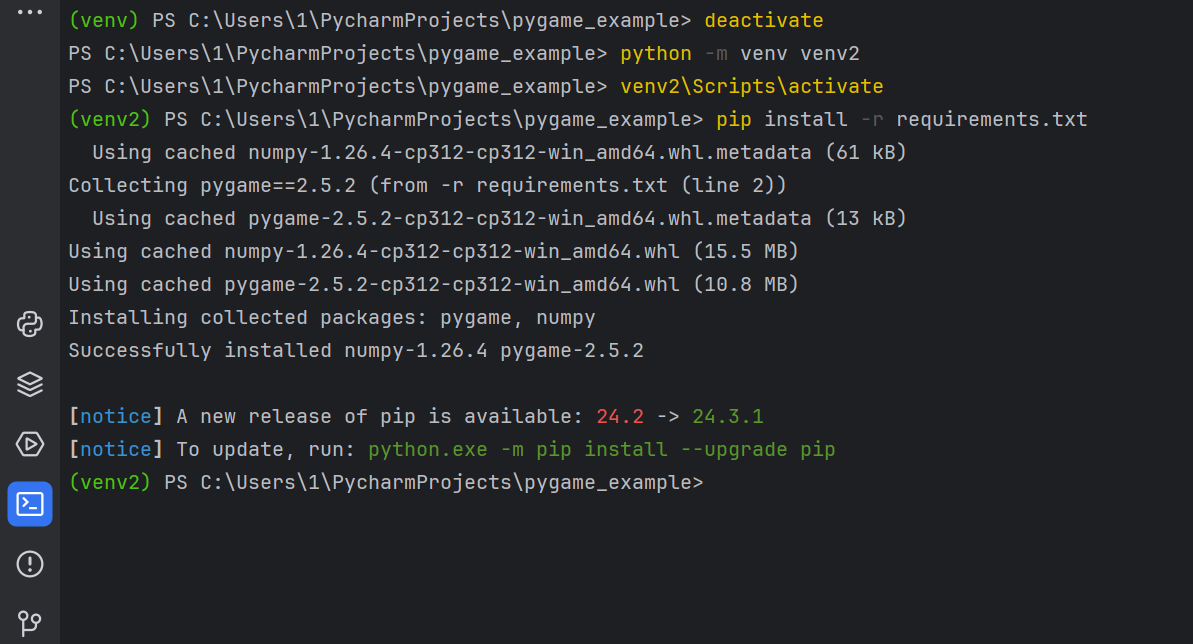 (venv) PS C:\Users\1\PycharmProjects\pygame_example> deactivate
PS C:\Users\1\PycharmProjects\pygame_example> python -m venv venv2
PS C:\Users\1\PycharmProjects\pygame_example> venv2\Scripts\activate
(venv2) PS C:\Users\1\PycharmProjects\pygame_example> pip install -r requirements.txt
  Using cached numpy-1.26.4-cp312-cp312-win_amd64.whl.metadata (61 kB)
Collecting pygame==2.5.2 (from -r requirements.txt (line 2))
  Using cached pygame-2.5.2-cp312-cp312-win_amd64.whl.metadata (13 kB)
Using cached numpy-1.26.4-cp312-cp312-win_amd64.whl (15.5 MB)
Using cached pygame-2.5.2-cp312-cp312-win_amd64.whl (10.8 MB)
Installing collected packages: pygame, numpy
Successfully installed numpy-1.26.4 pygame-2.5.2
[notice] A new release of pip is available: 24.2 -> 24.3.1
[notice] To update, run: python.exe -m pip install --upgrade pip
(venv2) PS C:\Users\1\PycharmProjects\pygame_example>